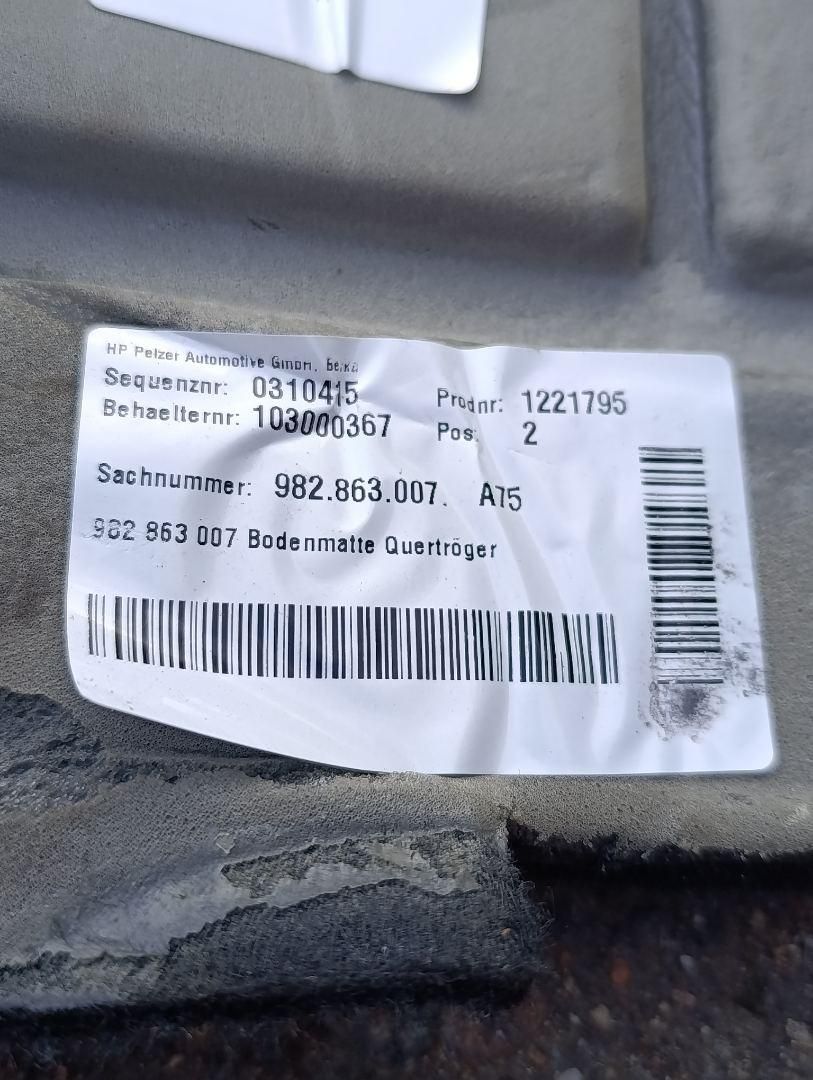 HP Pelzer Automotive GmbH,
Sequenznr: 0310415 Prodnr: 1221795
Behaelternr: 103000367 Pos: 2
Sachnummer: 982.863.007. A75
982 863 007 Bodenmatte Querträger